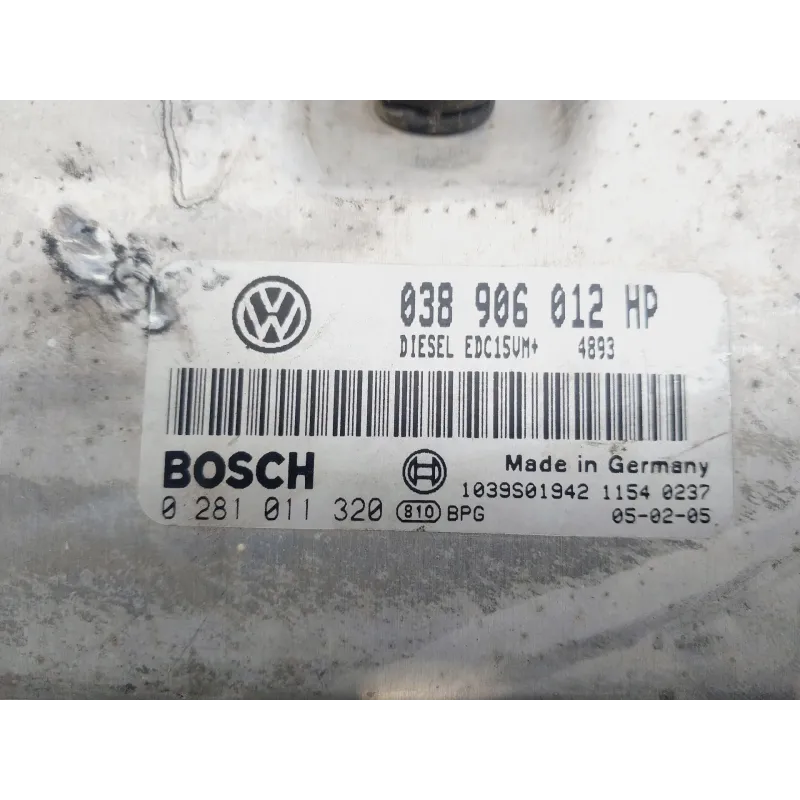 038 906 012 HP
DIESEL EDC15VM+ 4893
BOSCH
Made in Germany
1039S01942 1154 0237
0 281 011 320 810 BPG 05-02-05